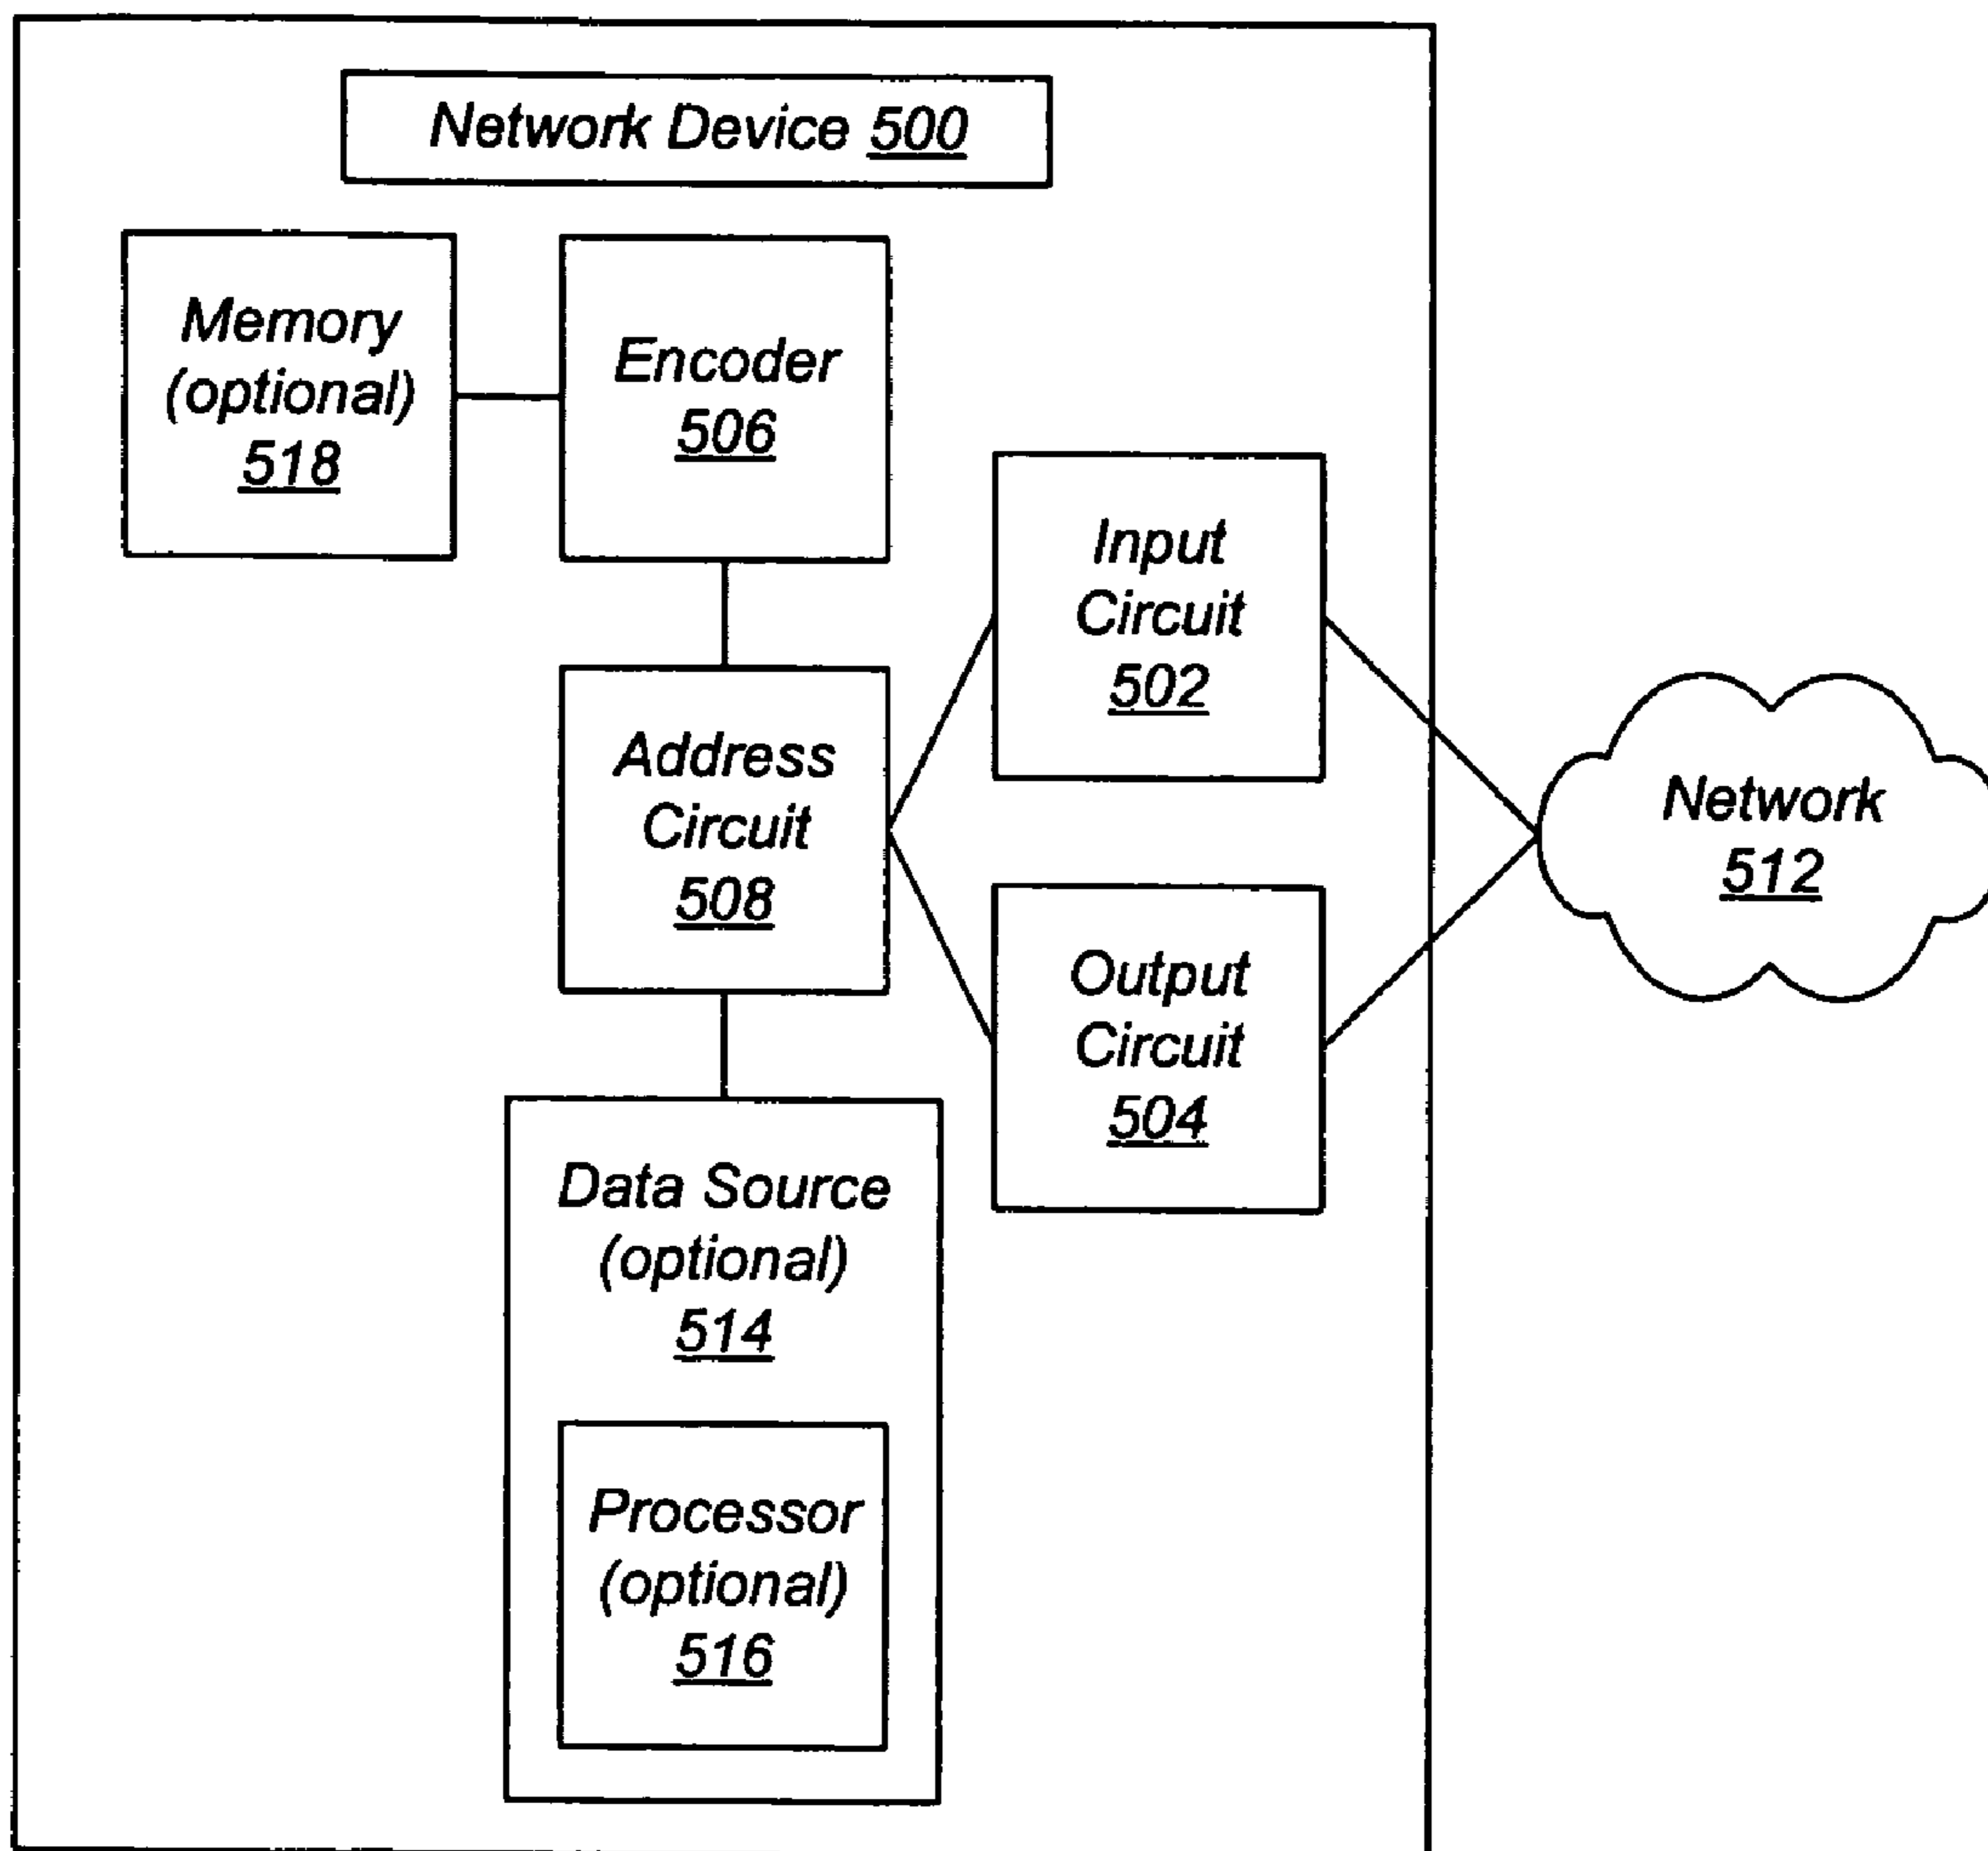 Network Device 500
Memory
(optional)
518
Encoder
506
Input
Circuit
502
Address
Circuit
508
Network
512
Output
Circuit
504
Data Source
(optional)
514
Processor
(optional)
516